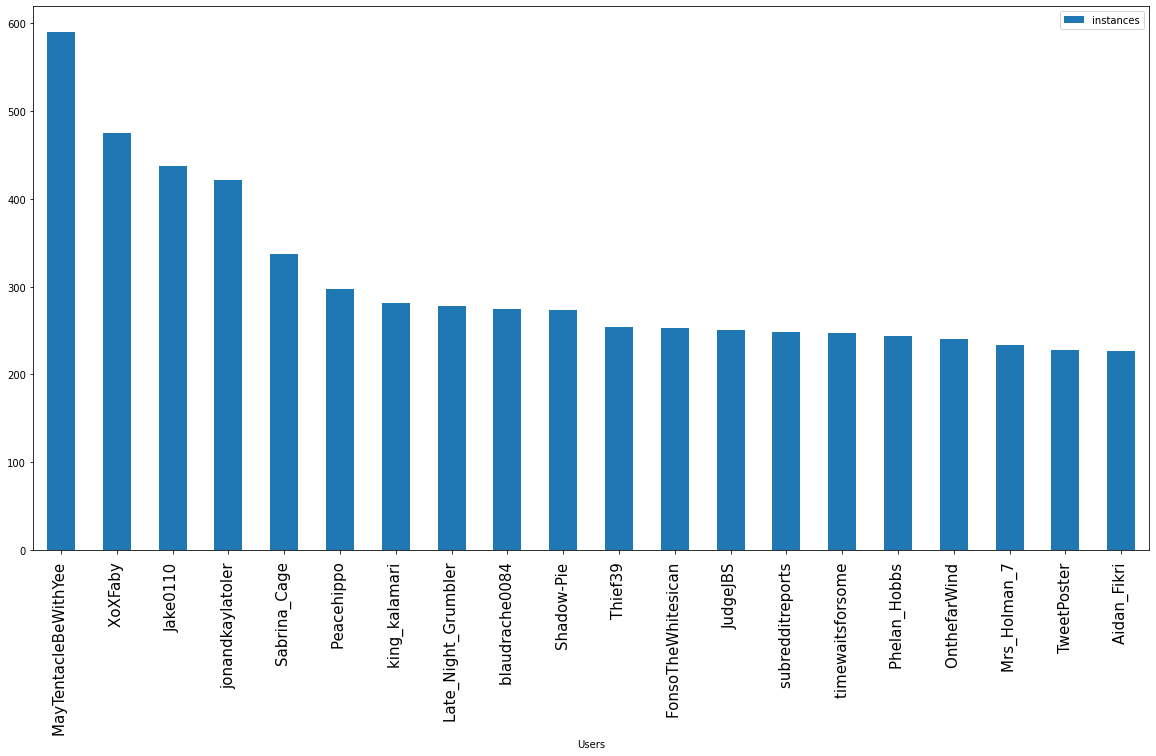 600
500
400
300
200
100
0
instances
MayTentacleBeWithYee
XoXFaby
Jake0110
jonandkaylatoler
Sabrina_Cage
Peacehippo
king_kalamari
Late_Night_Grumbler
blaudrache0084
Shadow-Pie
Thief39
FonsoTheWhitesican
JudgeJBS
subredditreports
timewaitsforsome
Phelan_Hobbs
OnthefarWind
Mrs_Holman_7
TweetPoster
Aidan_Fikri
Users